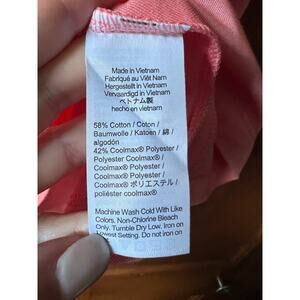 Made in Vietnam
Fabriqué au Viêt Nam
Hergestellt in Vietnam
Vervaardigd in Vietnam
ベトナム製
hecho en vietnam
58% Cotton / Coton /
Baumwolle / Katoen / 綿 /
algodón
42% Coolmax® Polyester /
Polyester Coolmax® /
Coolmax® Polyester /
Coolmax® Polyester /
Coolmax® ポリエステル /
poliéster coolmax®
Machine Wash Cold With Like
Colors. Non-Chlorine Bleach
Only. Tumble Dry Low. Iron on
Lowest Setting. Do not iron on